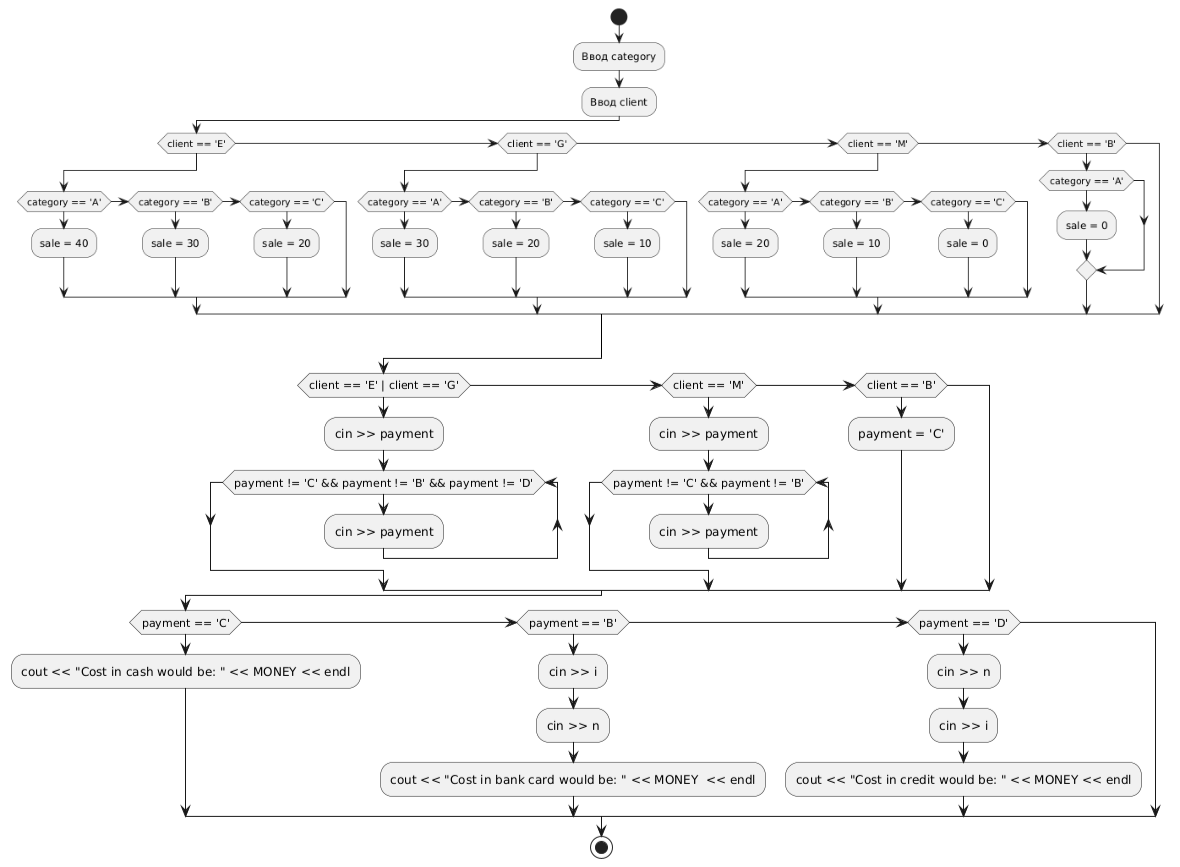 Ввод category
Ввод client
client == 'E'
client == 'G'
client == 'M'
client == 'B'
category == 'A'
category == 'B'
category == 'C'
category == 'A'
category == 'B'
category == 'C'
category == 'A'
category == 'B'
category == 'C'
category == 'A'
sale = 40
sale = 30
sale = 20
sale = 30
sale = 20
sale = 10
sale = 20
sale = 10
sale = 0
sale = 0
client == 'E' | client == 'G'
client == 'M'
client == 'B'
cin >> payment
cin >> payment
payment = 'C'
payment != 'C' && payment != 'B' && payment != 'D'
payment != 'C' && payment != 'B'
cin >> payment
cin >> payment
payment == 'C'
payment == 'B'
payment == 'D'
cout << "Cost in cash would be: " << MONEY << endl
cin >> i
cin >> n
cin >> n
cin >> i
cout << "Cost in bank card would be: " << MONEY  << endl
cout << "Cost in credit would be: " << MONEY << endl